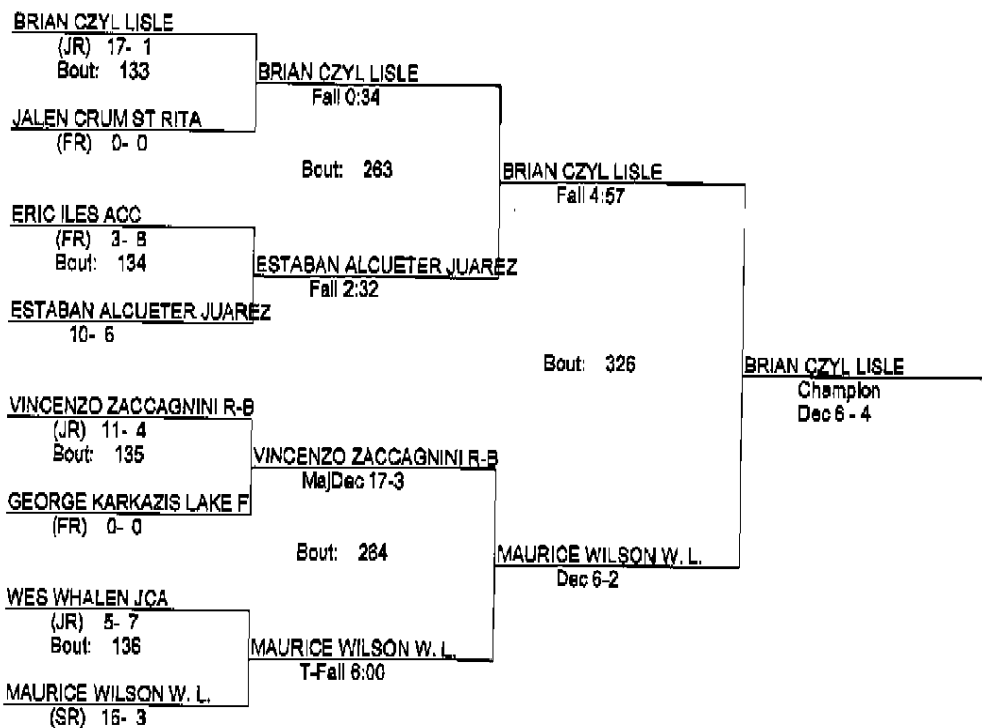 BRIAN CZYL LISLE
(JR) 17- 1
Bout: 133
JALEN CRUM ST RITA
(FR) 0- 0
ERIC ILES ACC
(FR) 3- 8
Bout: 134
ESTABAN ALCUETER JUAREZ
10- 6
VINCENZO ZACCAGNINI R-B
(JR) 11- 4
Bout: 135
GEORGE KARKAZIS LAKE F
(FR) 0- 0
WES WHALEN JCA
(JR) 5- 7
Bout: 136
MAURICE WILSON W. L.
(SR) 16- 3
BRIAN CZYL LISLE
Fall 0:34
Bout: 263
ESTABAN ALCUETER JUAREZ
Fall 2:32
VINCENZO ZACCAGNINI R-B
MajDec 17-3
Bout: 264
MAURICE WILSON W. L.
T-Fall 6:00
BRIAN CZYL LISLE
Fall 4:57
Bout: 326
MAURICE WILSON W. L.
Dec 6-2
BRIAN CZYL LISLE
Champion
Dec 6 - 4